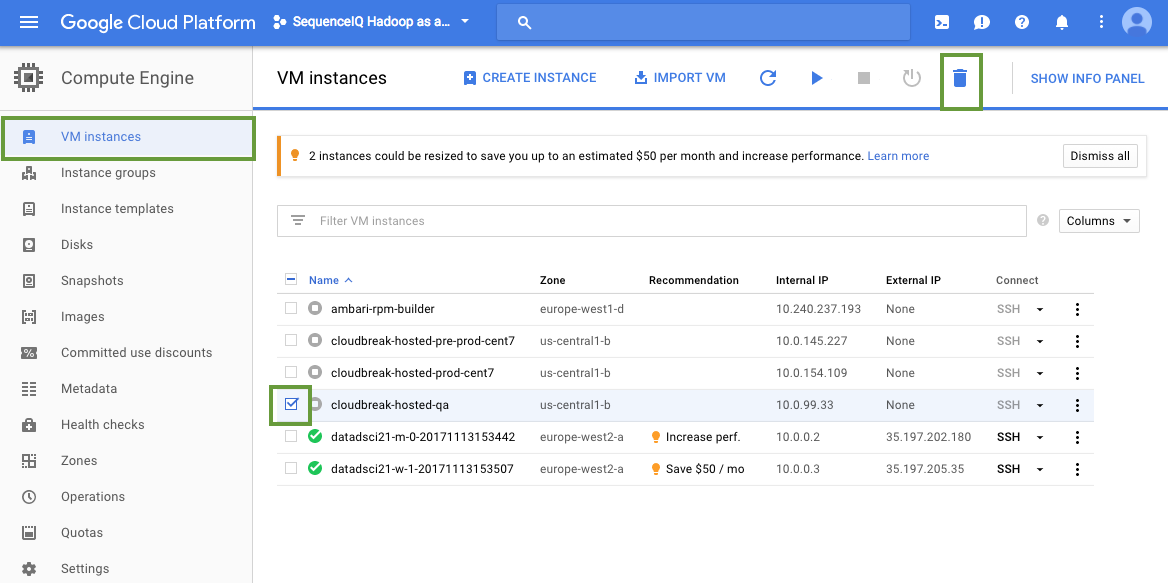 Google Cloud Platform SequenceIQ Hadoop as a...
Compute Engine
VM instances CREATE INSTANCE IMPORT VM SHOW INFO PANEL
VM instances
Instance groups
Instance templates
Disks
Snapshots
Images
Committed use discounts
Metadata
Health checks
Zones
Operations
Quotas
Settings
2 instances could be resized to save you up to an estimated $50 per month and increase performance. Learn more Dismiss all
Filter VM instances Columns
Name Zone Recommendation Internal IP External IP Connect
ambari-rpm-builder europe-west1-d 10.240.237.193 None SSH
cloudbreak-hosted-pre-prod-cent7 us-central1-b 10.0.145.227 None SSH
cloudbreak-hosted-prod-cent7 us-central1-b 10.0.154.109 None SSH
cloudbreak-hosted-qa us-central1-b 10.0.99.33 None SSH
datadsci21-m-0-20171113153442 europe-west2-a Increase perf. 10.0.0.2 35.197.202.180 SSH
datadsci21-w-1-20171113153507 europe-west2-a Save $50 / mo 10.0.0.3 35.197.205.35 SSH